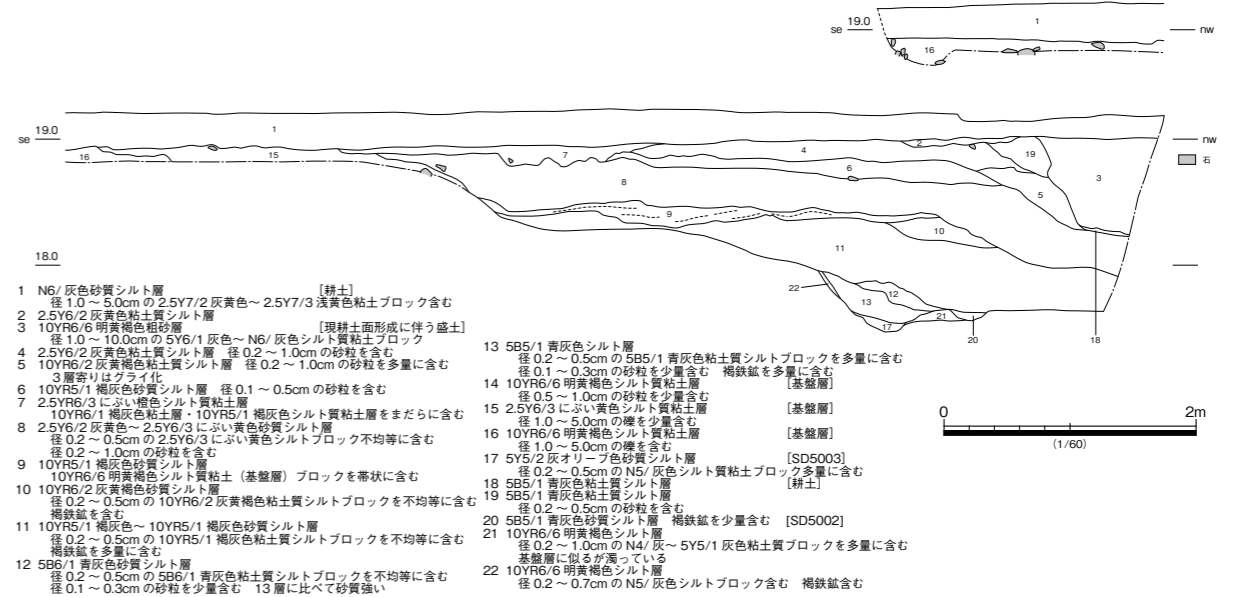 se 19.0
1
16
nw
se 19.0
1
nw
石
16
15
7
4
2
19
3
6
8
5
9
10
11
18.0
22
12
13
21
17
20
18
1 N6/ 灰色砂質シルト層 [耕土]
径 1.0 ～ 5.0cm の 2.5Y7/2 灰黄色～ 2.5Y7/3 浅黄色粘土ブロック含む
2 2.5Y6/2 灰黄色粘土質シルト層
3 10YR6/6 明黄褐色粗砂層 [現耕土面形成に伴う盛土]
径 1.0 ～ 10.0cm の 5Y6/1 灰色～ N6/ 灰色シルト質粘土ブロック
4 2.5Y6/2 灰黄色粘土質シルト層 径 0.2 ～ 1.0cm の砂粒を含む
5 10YR6/2 灰黄褐色粘土質シルト層 径 0.2 ～ 1.0cm の砂粒を多量に含む
3 層寄りはグライ化
6 10YR5/1 褐灰色砂質シルト層 径 0.1 ～ 0.5cm の砂粒を含む
7 2.5YR6/3 にぶい橙色シルト質粘土層
10YR6/1 褐灰色粘土層・10YR5/1 褐灰色シルト質粘土層をまだらに含む
8 2.5Y6/2 灰黄色～ 2.5Y6/3 にぶい黄色砂質シルト層
径 0.2 ～ 0.5cm の 2.5Y6/3 にぶい黄色シルトブロック不均等に含む
径 0.2 ～ 1.0cm の砂粒を含む
9 10YR5/1 褐灰色砂質シルト層
10YR6/6 明黄褐色シルト質粘土（基盤層）ブロックを帯状に含む
10 10YR6/2 灰黄褐色砂質シルト層
径 0.2 ～ 0.5cm の 10YR6/2 灰黄褐色粘土質シルトブロックを不均等に含む
褐鉄鉱を含む
11 10YR5/1 褐灰色～ 10YR5/1 褐灰色砂質シルト層
径 0.2 ～ 0.5cm の 10YR5/1 褐灰色粘土質シルトブロックを不均等に含む
褐鉄鉱を多量に含む
12 5B6/1 青灰色砂質シルト層
径 0.2 ～ 0.5cm の 5B6/1 青灰色粘土質シルトブロックを不均等に含む
径 0.1 ～ 0.3cm の砂粒を少量含む 13 層に比べて砂質強い
13 5B5/1 青灰色シルト層
径 0.2 ～ 0.5cm の 5B5/1 青灰色粘土質シルトブロックを多量に含む
径 0.1 ～ 0.3cm の砂粒を少量含む 褐鉄鉱を多量に含む
14 10YR6/6 明黄褐色シルト質粘土層 [基盤層]
径 0.5 ～ 1.0cm の砂粒を少量含む
15 2.5Y6/3 にぶい黄色シルト質粘土層 [基盤層]
径 1.0 ～ 5.0cm の礫を少量含む
16 10YR6/6 明黄褐色シルト質粘土層 [基盤層]
径 1.0 ～ 5.0cm の礫を含む
17 5Y5/2 灰オリーブ色砂質シルト層 [SD5003]
径 0.2 ～ 0.5cm の N5/ 灰色シルト質粘土ブロック多量に含む
18 5B5/1 青灰色粘土質シルト層 [耕土]
19 5B5/1 青灰色粘土質シルト層
径 0.2 ～ 0.5cm の砂粒を含む
20 5B5/1 青灰色砂質シルト層 褐鉄鉱を少量含む [SD5002]
21 10YR6/6 明黄褐色シルト層
径 0.2 ～ 1.0cm の N4/ 灰～ 5Y5/1 灰色粘土質ブロックを多量に含む
基盤層に似るが濁っている
22 10YR6/6 明黄褐色シルト層
径 0.2 ～ 0.7cm の N5/ 灰色シルトブロック含む 褐鉄鉱含む
0 2m
(1/60)